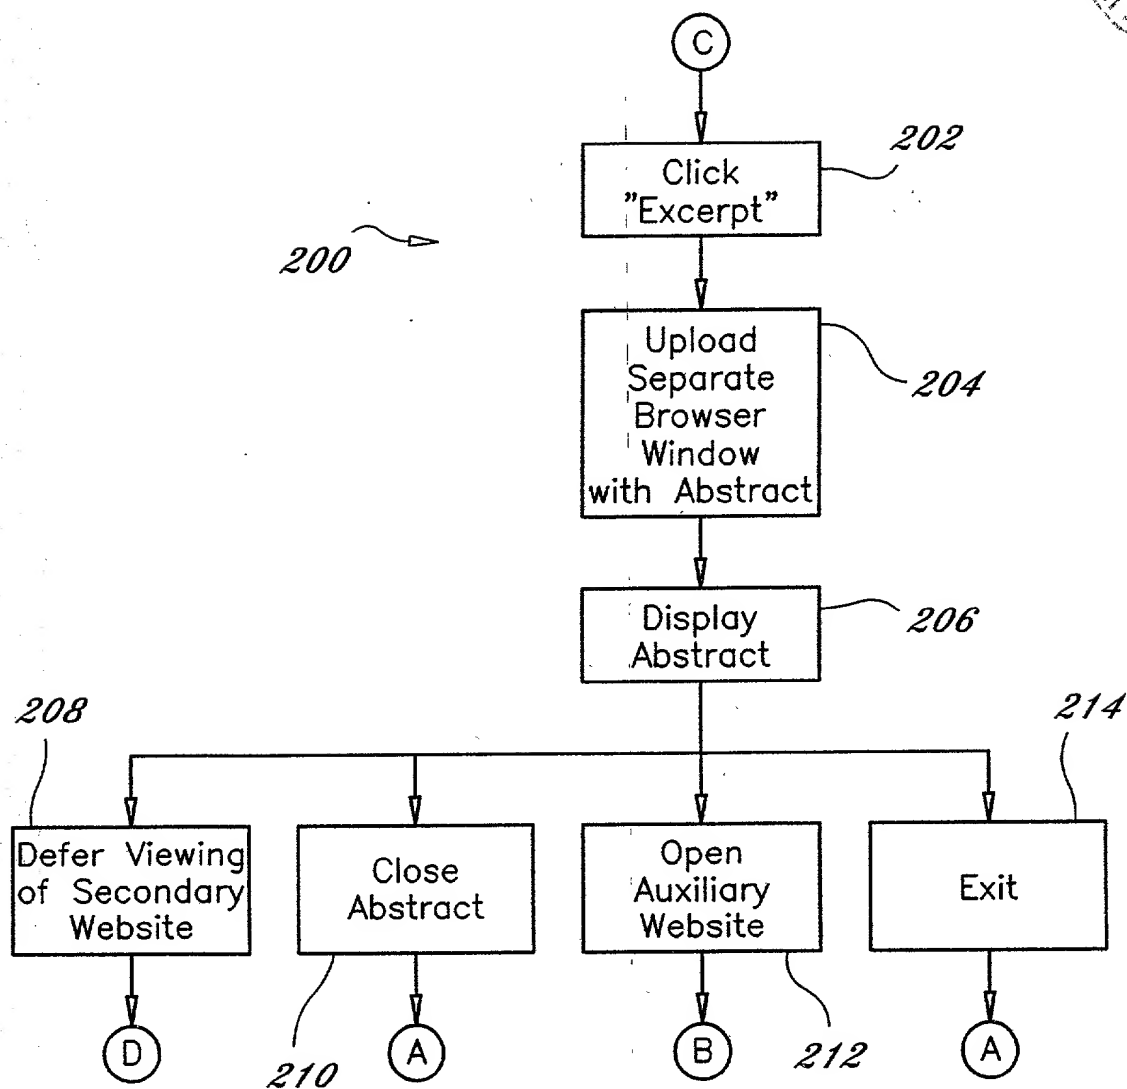 C
202
Click
"Excerpt"
200
Upload
Separate
Browser
Window
with Abstract
204
Display
Abstract
206
208
214
Defer Viewing
of Secondary
Website
Close
Abstract
Open
Auxiliary
Website
Exit
D
210
A
B
212
A